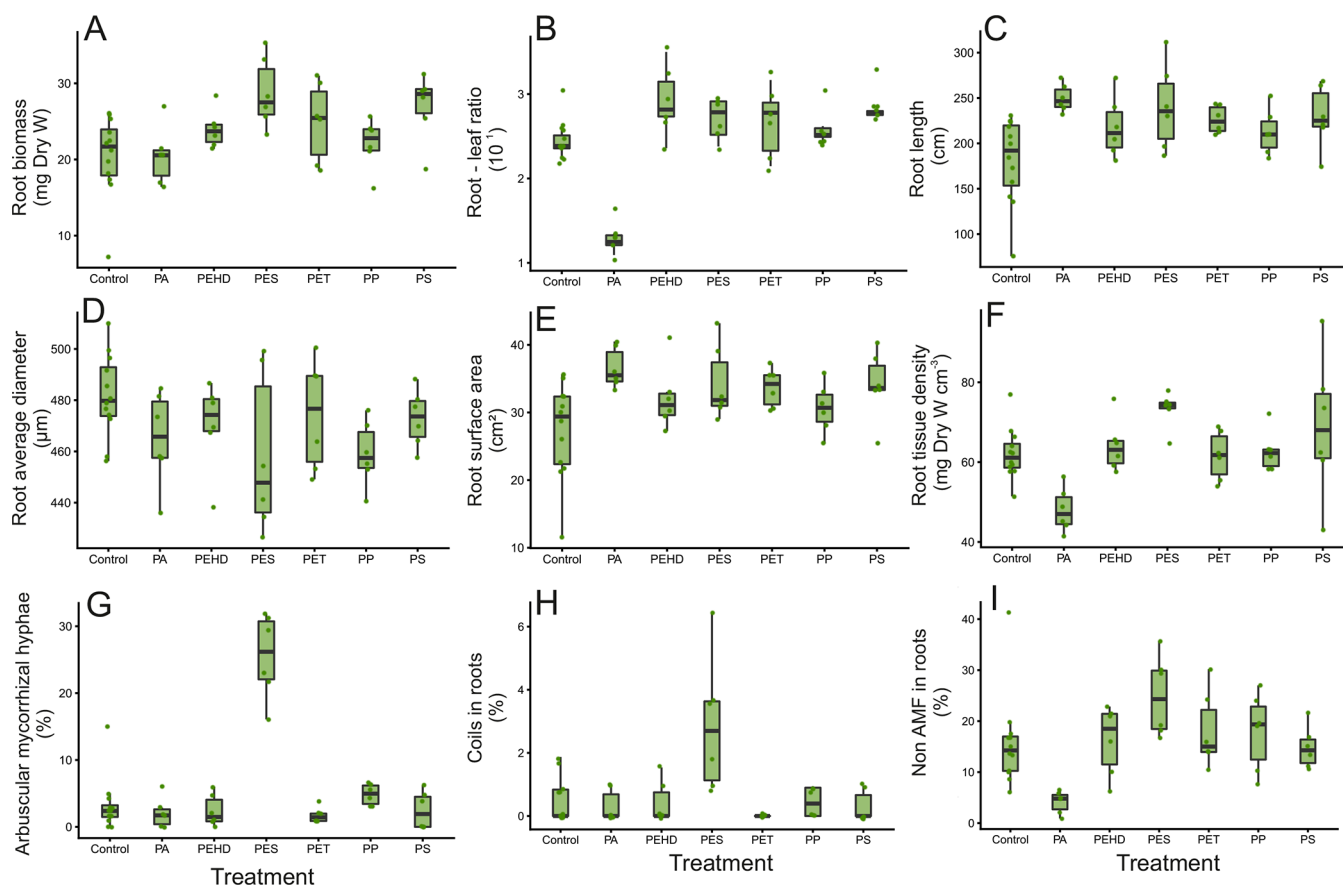 A
Root biomass
(mg Dry W)
30
20
10
Control PA PEHD PES PET PP PS
B
Root - leaf ratio
(10⁻¹)
3
2
1
Control PA PEHD PES PET PP PS
C
Root length
(cm)
300
250
200
150
100
Control PA PEHD PES PET PP PS
D
Root average diameter
(µm)
500
480
460
440
Control PA PEHD PES PET PP PS
E
Root surface area
(cm²)
40
30
20
10
Control PA PEHD PES PET PP PS
F
Root tissue density
(mg Dry W cm⁻³)
80
60
40
Control PA PEHD PES PET PP PS
G
Arbuscular mycorrhizal hyphae
(%)
30
20
10
0
Control PA PEHD PES PET PP PS
Treatment
H
Coils in roots
(%)
6
4
2
0
Control PA PEHD PES PET PP PS
Treatment
I
Non AMF in roots
(%)
40
30
20
10
0
Control PA PEHD PES PET PP PS
Treatment